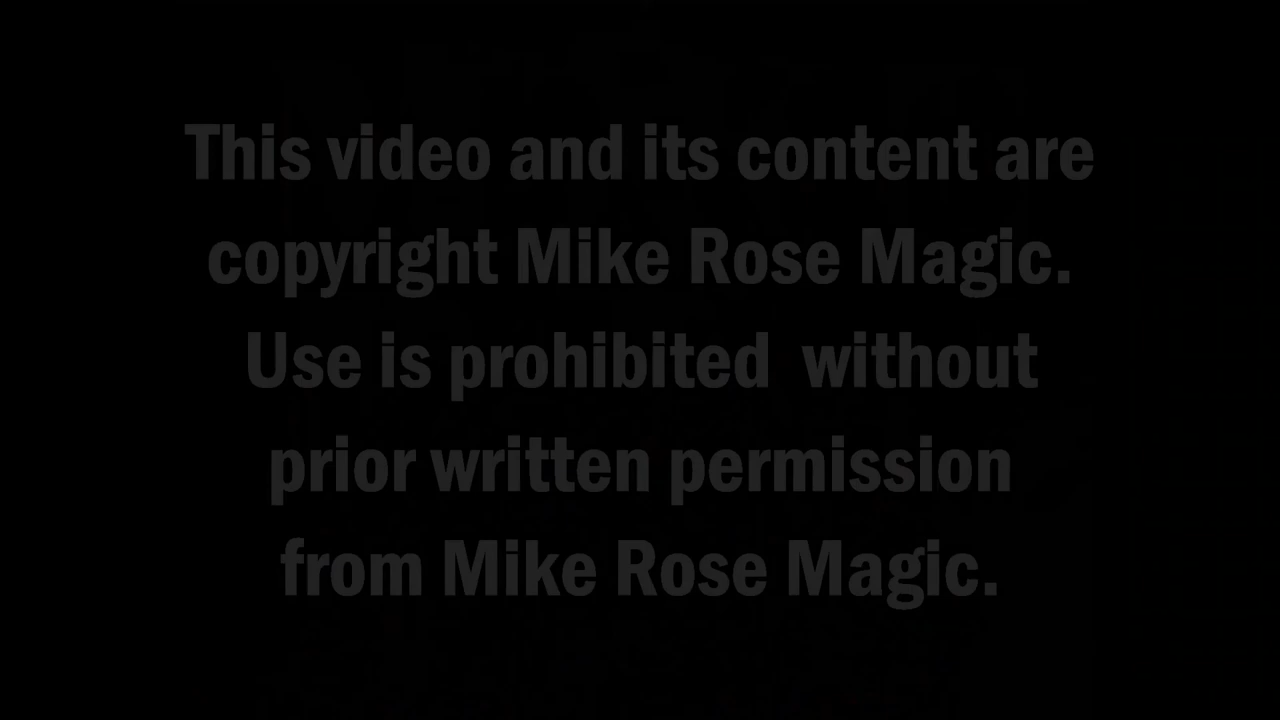 This video and its content are
copyright Mike Rose Magic.
Use is prohibited  without
prior written permission
from Mike Rose Magic.